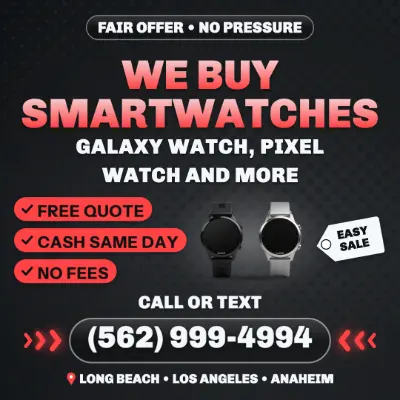 FAIR OFFER • NO PRESSURE
WE BUY
SMARTWATCHES
GALAXY WATCH, PIXEL
WATCH AND MORE
FREE QUOTE
CASH SAME DAY
NO FEES
EASY
SALE
CALL OR TEXT
(562) 999-4994
LONG BEACH • LOS ANGELES • ANAHEIM